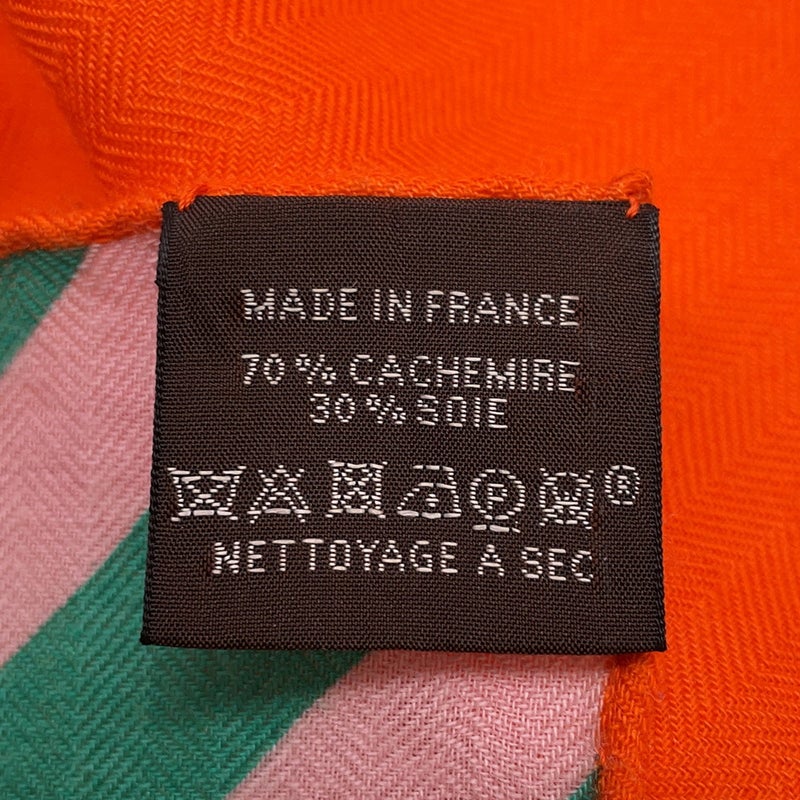 MADE IN FRANCE
70 % CACHEMIRE
30 % SOIE
P W ®
NETTOYAGE A SEC